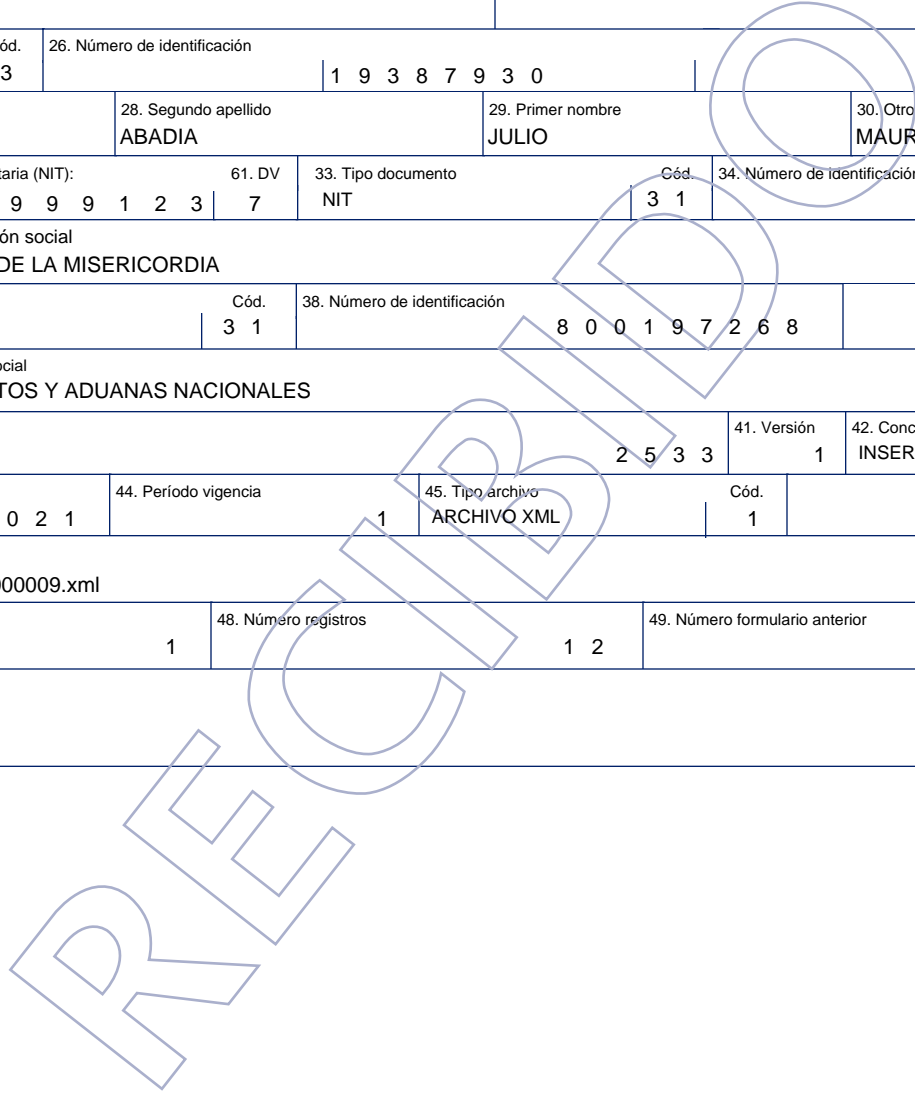 ód. 26. Número de identificación
3 1 9 3 8 7 9 3 0
28. Segundo apellido 29. Primer nombre 30. Otro
ABADIA JULIO MAUR
taria (NIT): 61. DV 33. Tipo documento Cód. 34. Número de identificación
9 9 9 1 2 3 7 NIT 3 1
ón social
DE LA MISERICORDIA
Cód. 38. Número de identificación
3 1 8 0 0 1 9 7 2 6 8
ocial
TOS Y ADUANAS NACIONALES
41. Versión 42. Conc
2 5 3 3 1 INSER
44. Período vigencia 45. Tipo archivo Cód.
0 2 1 1 ARCHIVO XML 1
000009.xml
48. Número registros 49. Número formulario anterior
1 1 2
RECIBIDO